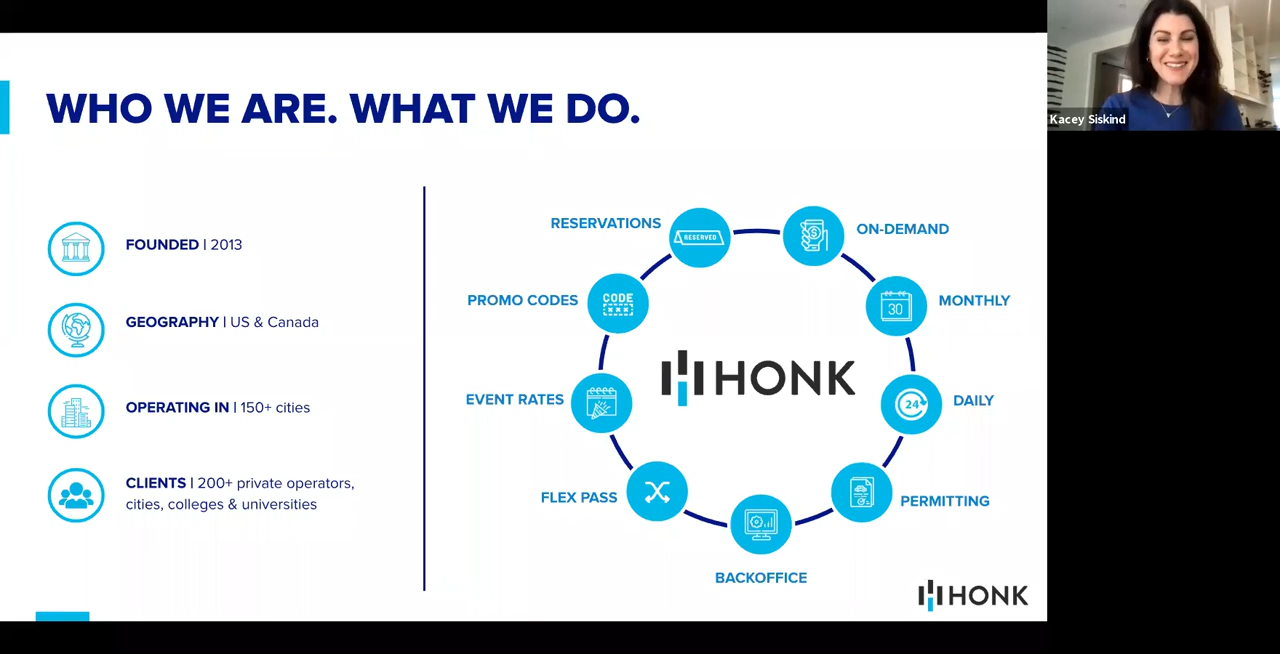 WHO WE ARE. WHAT WE DO.
FOUNDED | 2013
GEOGRAPHY | US & Canada
OPERATING IN | 150+ cities
CLIENTS | 200+ private operators,
cities, colleges & universities
RESERVATIONS
RESERVED
ON-DEMAND
PROMO CODES
CODE
MONTHLY
30
HONK
EVENT RATES
DAILY
24
FLEX PASS
PERMITTING
BACKOFFICE
HONK
Kacey Siskind